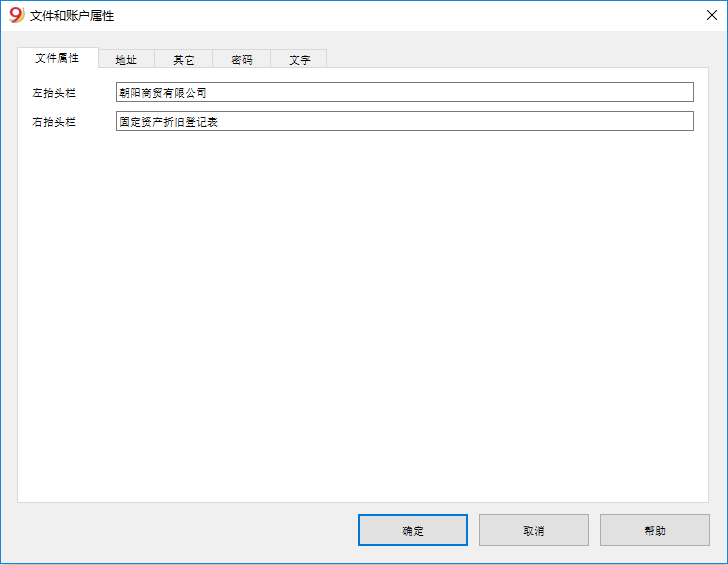 文件和账户属性
文件属性 地址 其它 密码 文字
左抬头栏 朝阳商贸有限公司
右抬头栏 固定资产折旧登记表
确定 取消 帮助